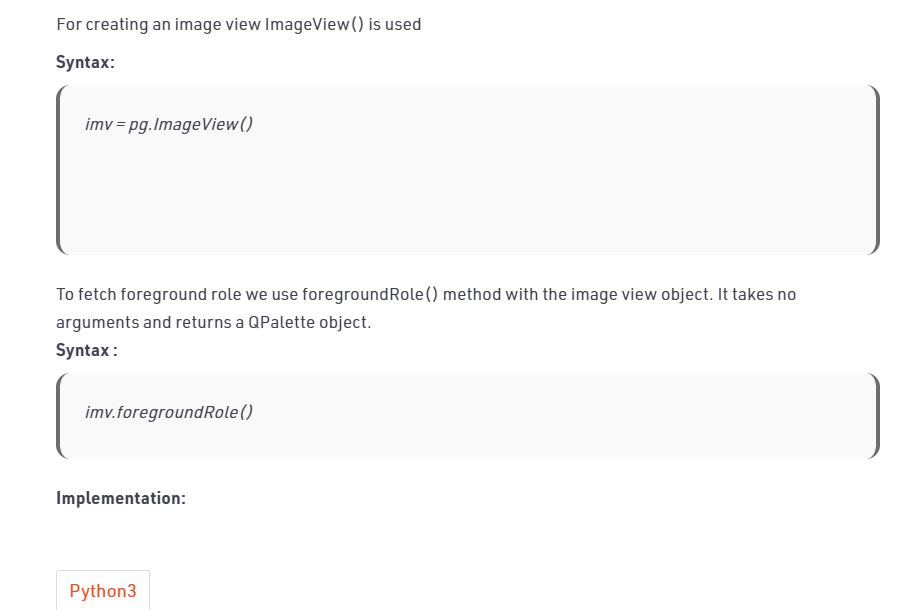 For creating an image view ImageView() is used
Syntax:
imv = pg.ImageView()
To fetch foreground role we use foregroundRole() method with the image view object. It takes no
arguments and returns a QPalette object.
Syntax :
imv.foregroundRole()
Implementation:
Python3